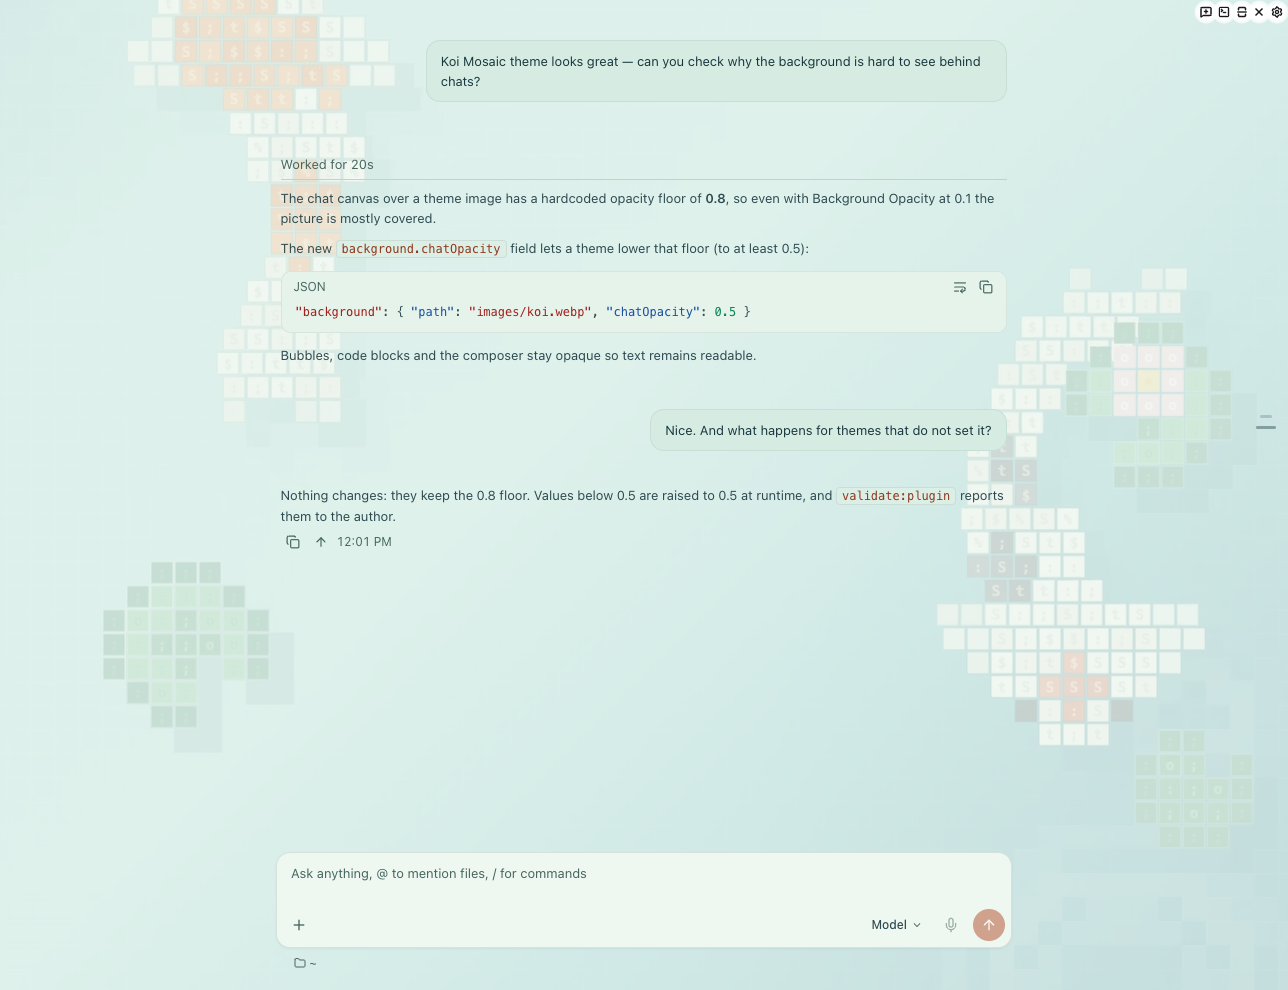 Koi Mosaic theme looks great — can you check why the background is hard to see behind
chats?
Worked for 20s
The chat canvas over a theme image has a hardcoded opacity floor of 0.8, so even with Background Opacity at 0.1 the
picture is mostly covered.
The new background.chatOpacity field lets a theme lower that floor (to at least 0.5):
JSON
"background": { "path": "images/koi.webp", "chatOpacity": 0.5 }
Bubbles, code blocks and the composer stay opaque so text remains readable.
Nice. And what happens for themes that do not set it?
Nothing changes: they keep the 0.8 floor. Values below 0.5 are raised to 0.5 at runtime, and validate:plugin reports
them to the author.
12:01 PM
Ask anything, @ to mention files, / for commands
Model
~